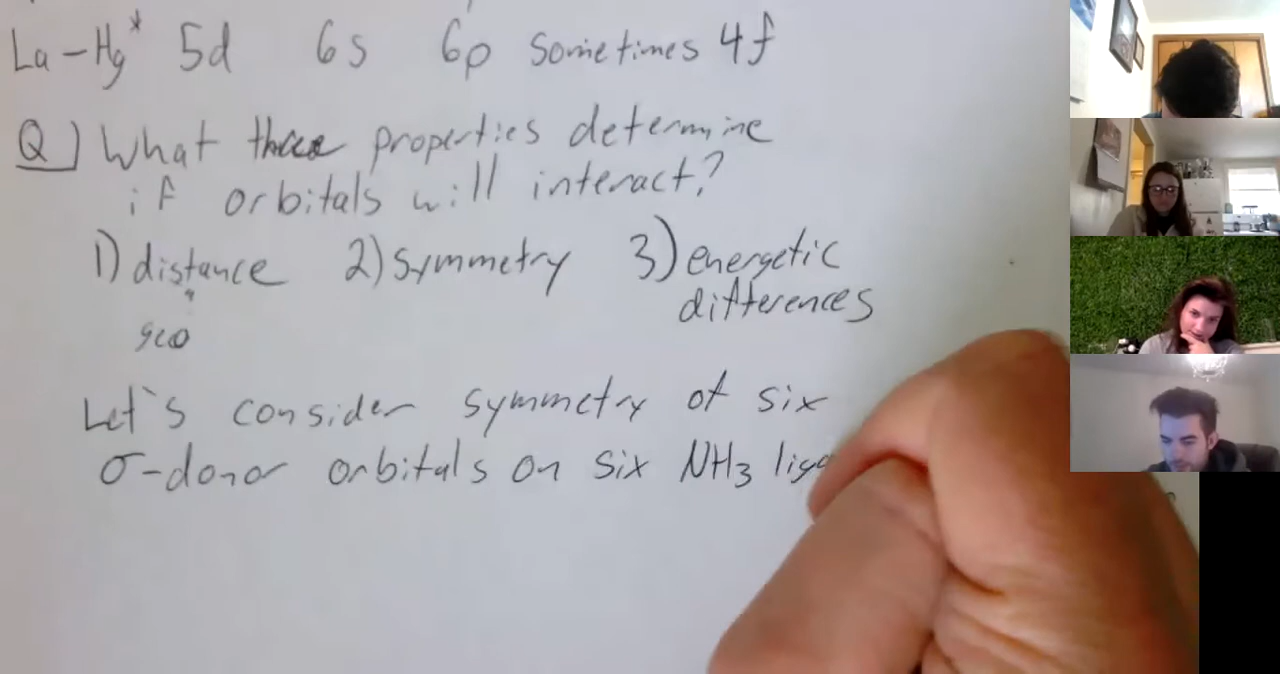 La-Hg* 5d 6s 6p sometimes 4f
Q] What three properties determine
if orbitals will interact?
1) distance 2) symmetry 3) energetic
differences
geo
Let's consider symmetry of six
σ-donor orbitals on six NH3